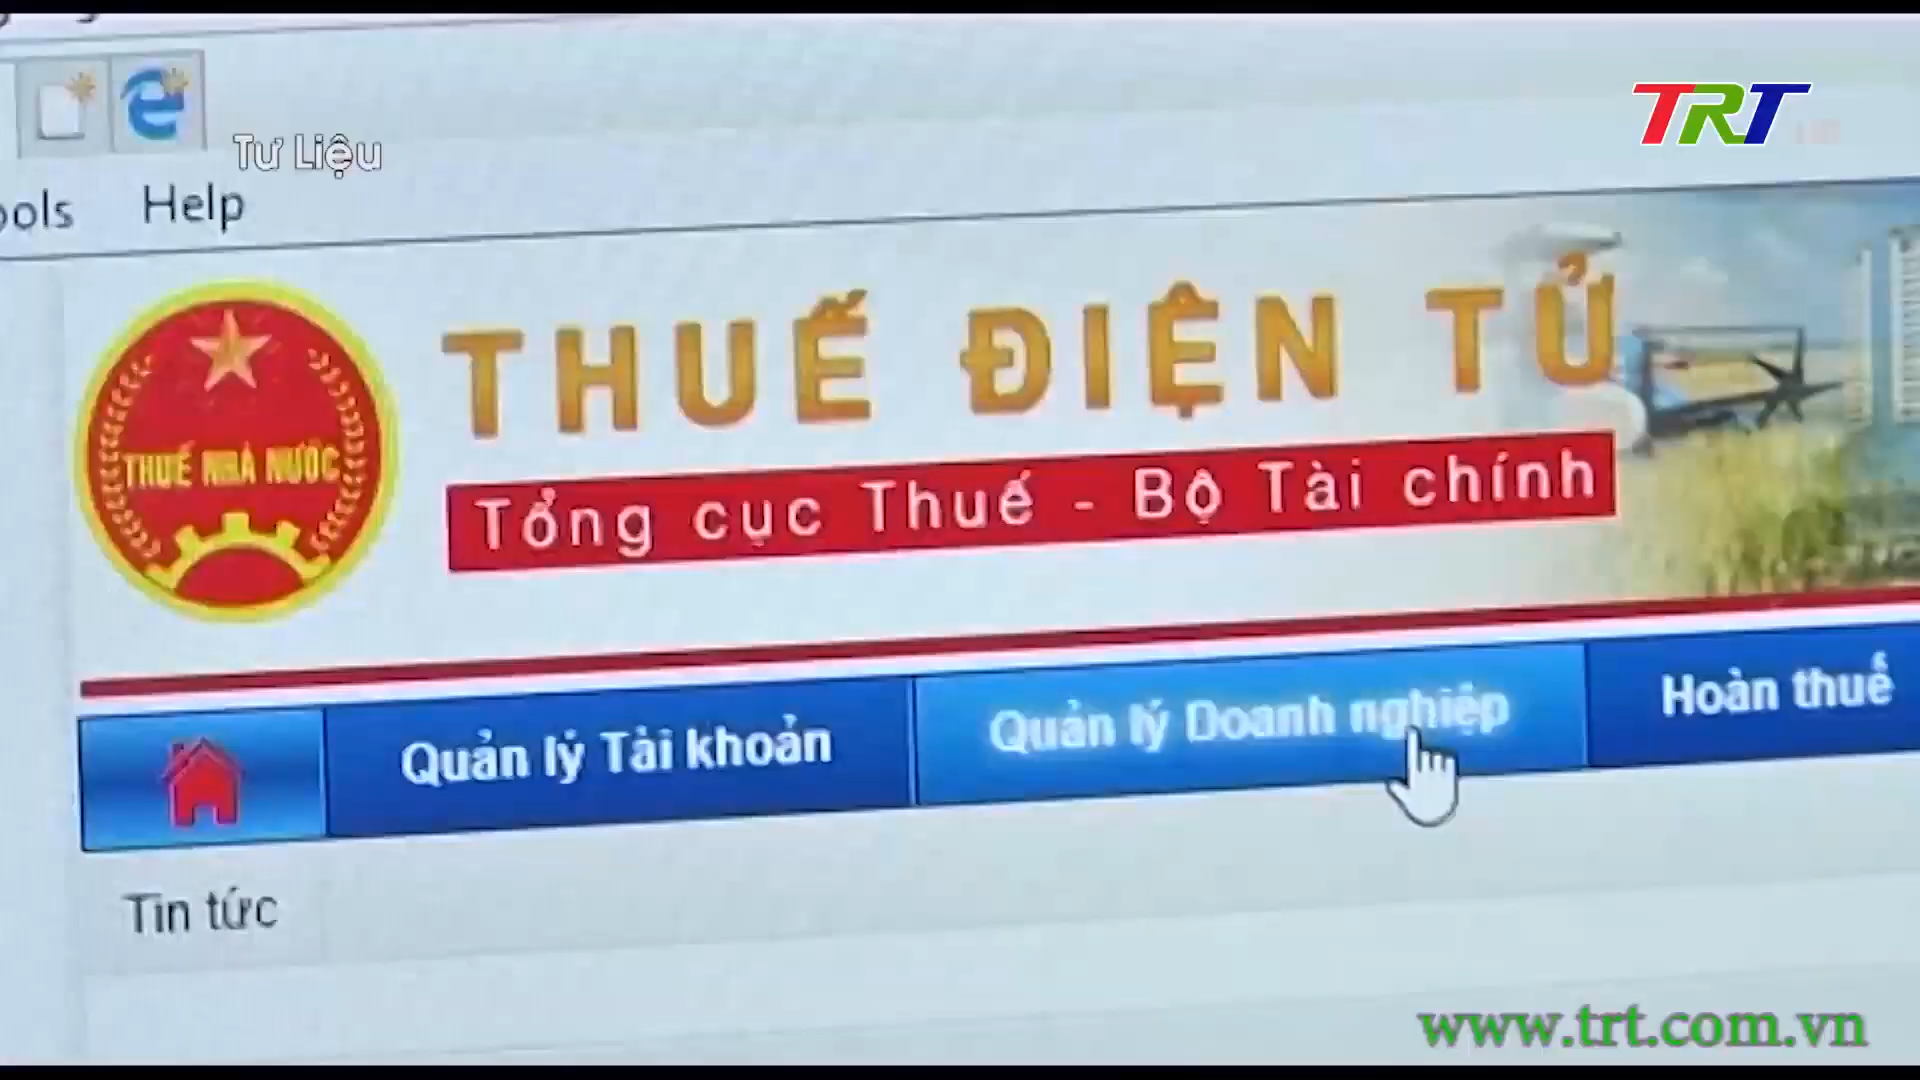 TRT
Tư Liệu
Help
THUẾ ĐIỆN TỬ
THUẾ NHÀ NƯỚC
Tổng cục Thuế - Bộ Tài chính
Quản lý Tài khoản
Quản lý Doanh nghiệp
Hoàn thuế
Tin tức
www.trt.com.vn